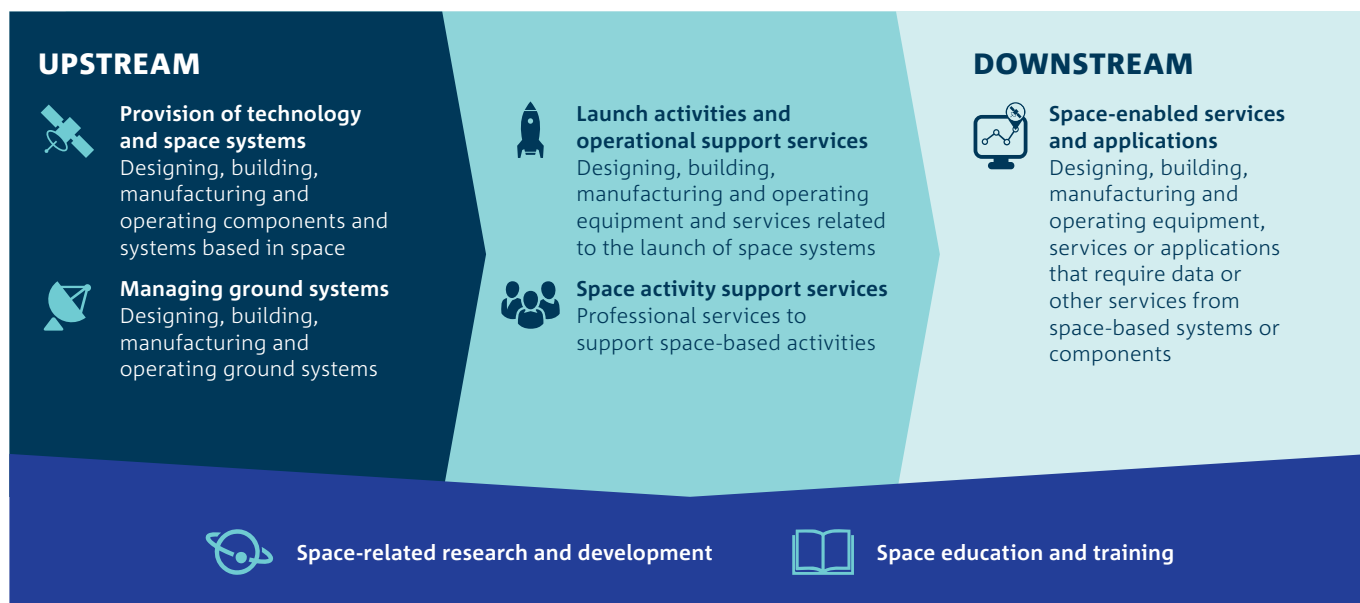 UPSTREAM
Provision of technology
and space systems
Designing, building,
manufacturing and
operating components and
systems based in space
Managing ground systems
Designing, building,
manufacturing and
operating ground systems
Launch activities and
operational support services
Designing, building,
manufacturing and operating
equipment and services related
to the launch of space systems
Space activity support services
Professional services to
support space-based activities
DOWNSTREAM
Space-enabled services
and applications
Designing, building,
manufacturing and
operating equipment,
services or applications
that require data or
other services from
space-based systems or
components
Space-related research and development
Space education and training